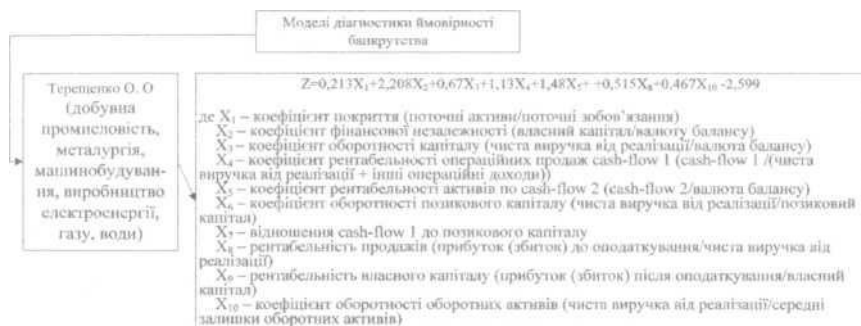 Моделі діагностики ймовірності
банкрутства
Терещенко О. О
(добувна
промисловість,
металургія,
машинобудуван-
ня, виробництво
електроенергії,
газу, води)
Z=0,213X₁+2,208X₂+0,67X₃+1,13X₄+1,48X₅+ +0,515X₈+0,467X₁₀ -2,599
де X₁ – коефіцієнт покриття (поточні активи/поточні зобов'язання)
X₂ – коефіцієнт фінансової незалежності (власний капітал/валюту балансу)
X₃ – коефіцієнт оборотності капіталу (чиста виручка від реалізації/валюта балансу)
X₄ – коефіцієнт рентабельності операційних продаж cash-flow 1 (cash-flow 1 /(чиста
виручка від реалізації + інші операційні доходи))
X₅ – коефіцієнт рентабельності активів по cash-flow 2 (cash-flow 2/валюта балансу)
X₆ – коефіцієнт оборотності позикового капіталу (чиста виручка від реалізації/позиковий
капітал)
X₇ – відношення cash-flow 1 до позикового капіталу
X₈ – рентабельність продажів (прибуток (збиток) до оподаткування/чиста виручка від
реалізації)
X₉ – рентабельність власного капіталу (прибуток (збиток) після оподаткування/власний
капітал)
X₁₀ – коефіцієнт оборотності оборотних активів (чиста виручка від реалізації/середні
залишки оборотних активів)